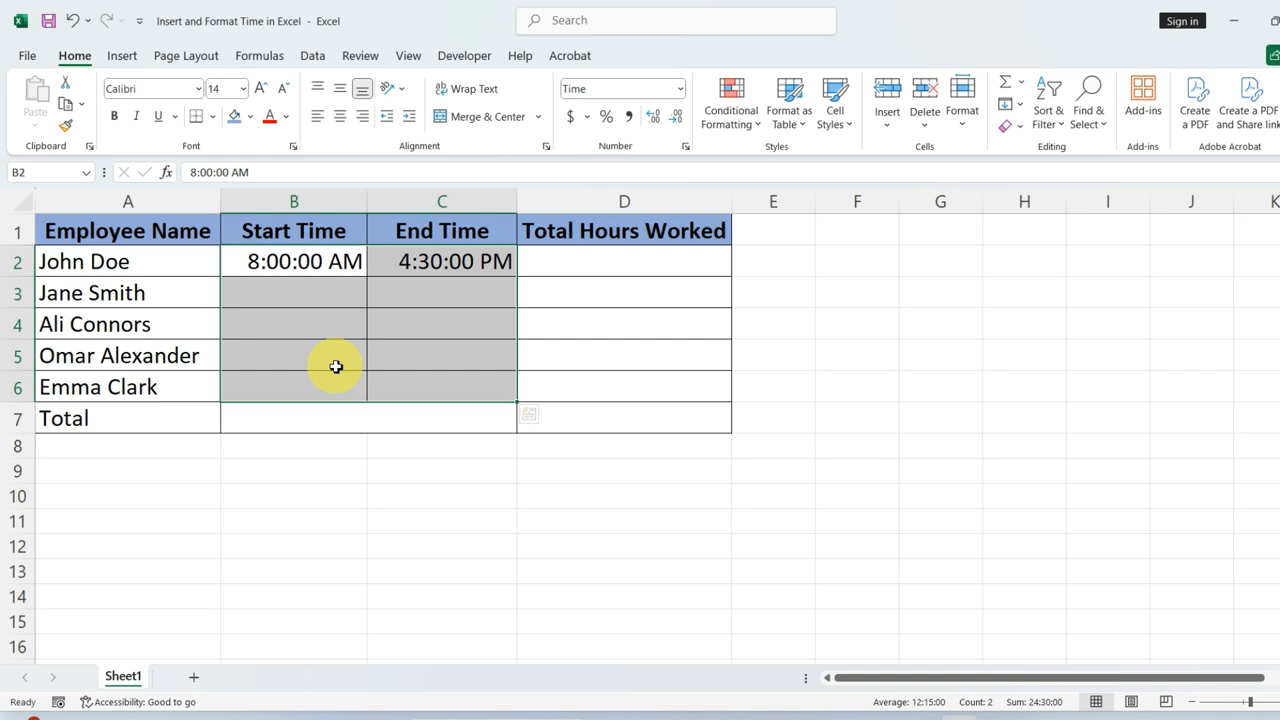 Insert and Format Time in Excel - Excel
Search
Sign in
File Home Insert Page Layout Formulas Data Review View Developer Help Acrobat
Paste
Calibri 14
B I U A
Wrap Text
Merge & Center
Time
$ % 9
Conditional Formatting
Format as Table
Cell Styles
Insert
Delete
Format
Sort & Filter
Find & Select
Add-ins
Create a PDF
Create a PDF and Share link
Clipboard Font Alignment Number Styles Cells Editing Add-ins Adobe Acrobat
B2 fx 8:00:00 AM
A B C D E F G H I J K
1 Employee Name Start Time End Time Total Hours Worked
2 John Doe 8:00:00 AM 4:30:00 PM
3 Jane Smith
4 Ali Connors
5 Omar Alexander
6 Emma Clark
7 Total
8
9
10
11
12
13
14
15
16
Sheet1
Ready Accessibility: Good to go Average: 12:15:00 Count: 2 Sum: 24:30:00